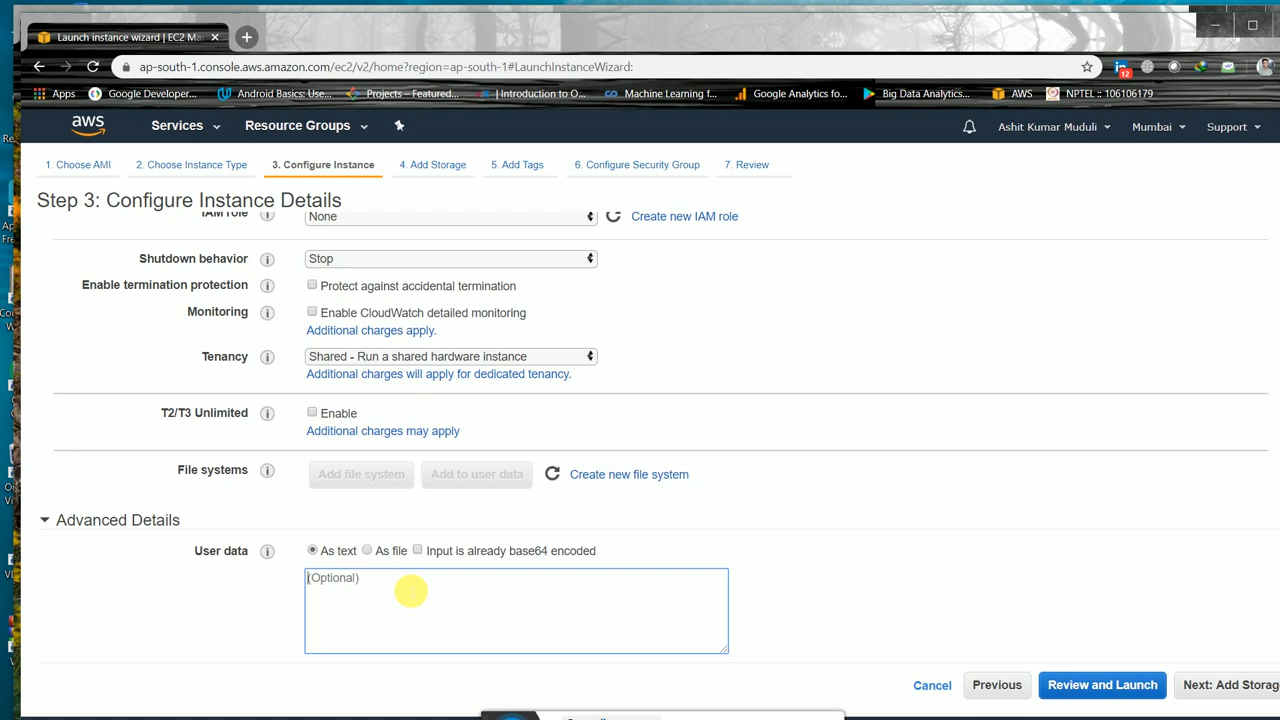 Launch instance wizard | EC2 Ma
ap-south-1.console.aws.amazon.com/ec2/v2/home?region=ap-south-1#LaunchInstanceWizard:
12
Apps Google Developer... Android Basics: Use... Projects – Featured... | Introduction to O... Machine Learning f... Google Analytics fo... Big Data Analytics... AWS NPTEL :: 106106179
aws Services Resource Groups Ashit Kumar Muduli Mumbai Support
1. Choose AMI 2. Choose Instance Type 3. Configure Instance 4. Add Storage 5. Add Tags 6. Configure Security Group 7. Review
Step 3: Configure Instance Details
IAM role None Create new IAM role
Shutdown behavior Stop
Enable termination protection Protect against accidental termination
Monitoring Enable CloudWatch detailed monitoring
Additional charges apply.
Tenancy Shared - Run a shared hardware instance
Additional charges will apply for dedicated tenancy.
T2/T3 Unlimited Enable
Additional charges may apply
File systems Add file system Add to user data Create new file system
Advanced Details
User data As text As file Input is already base64 encoded
(Optional)
Cancel Previous Review and Launch Next: Add Storag